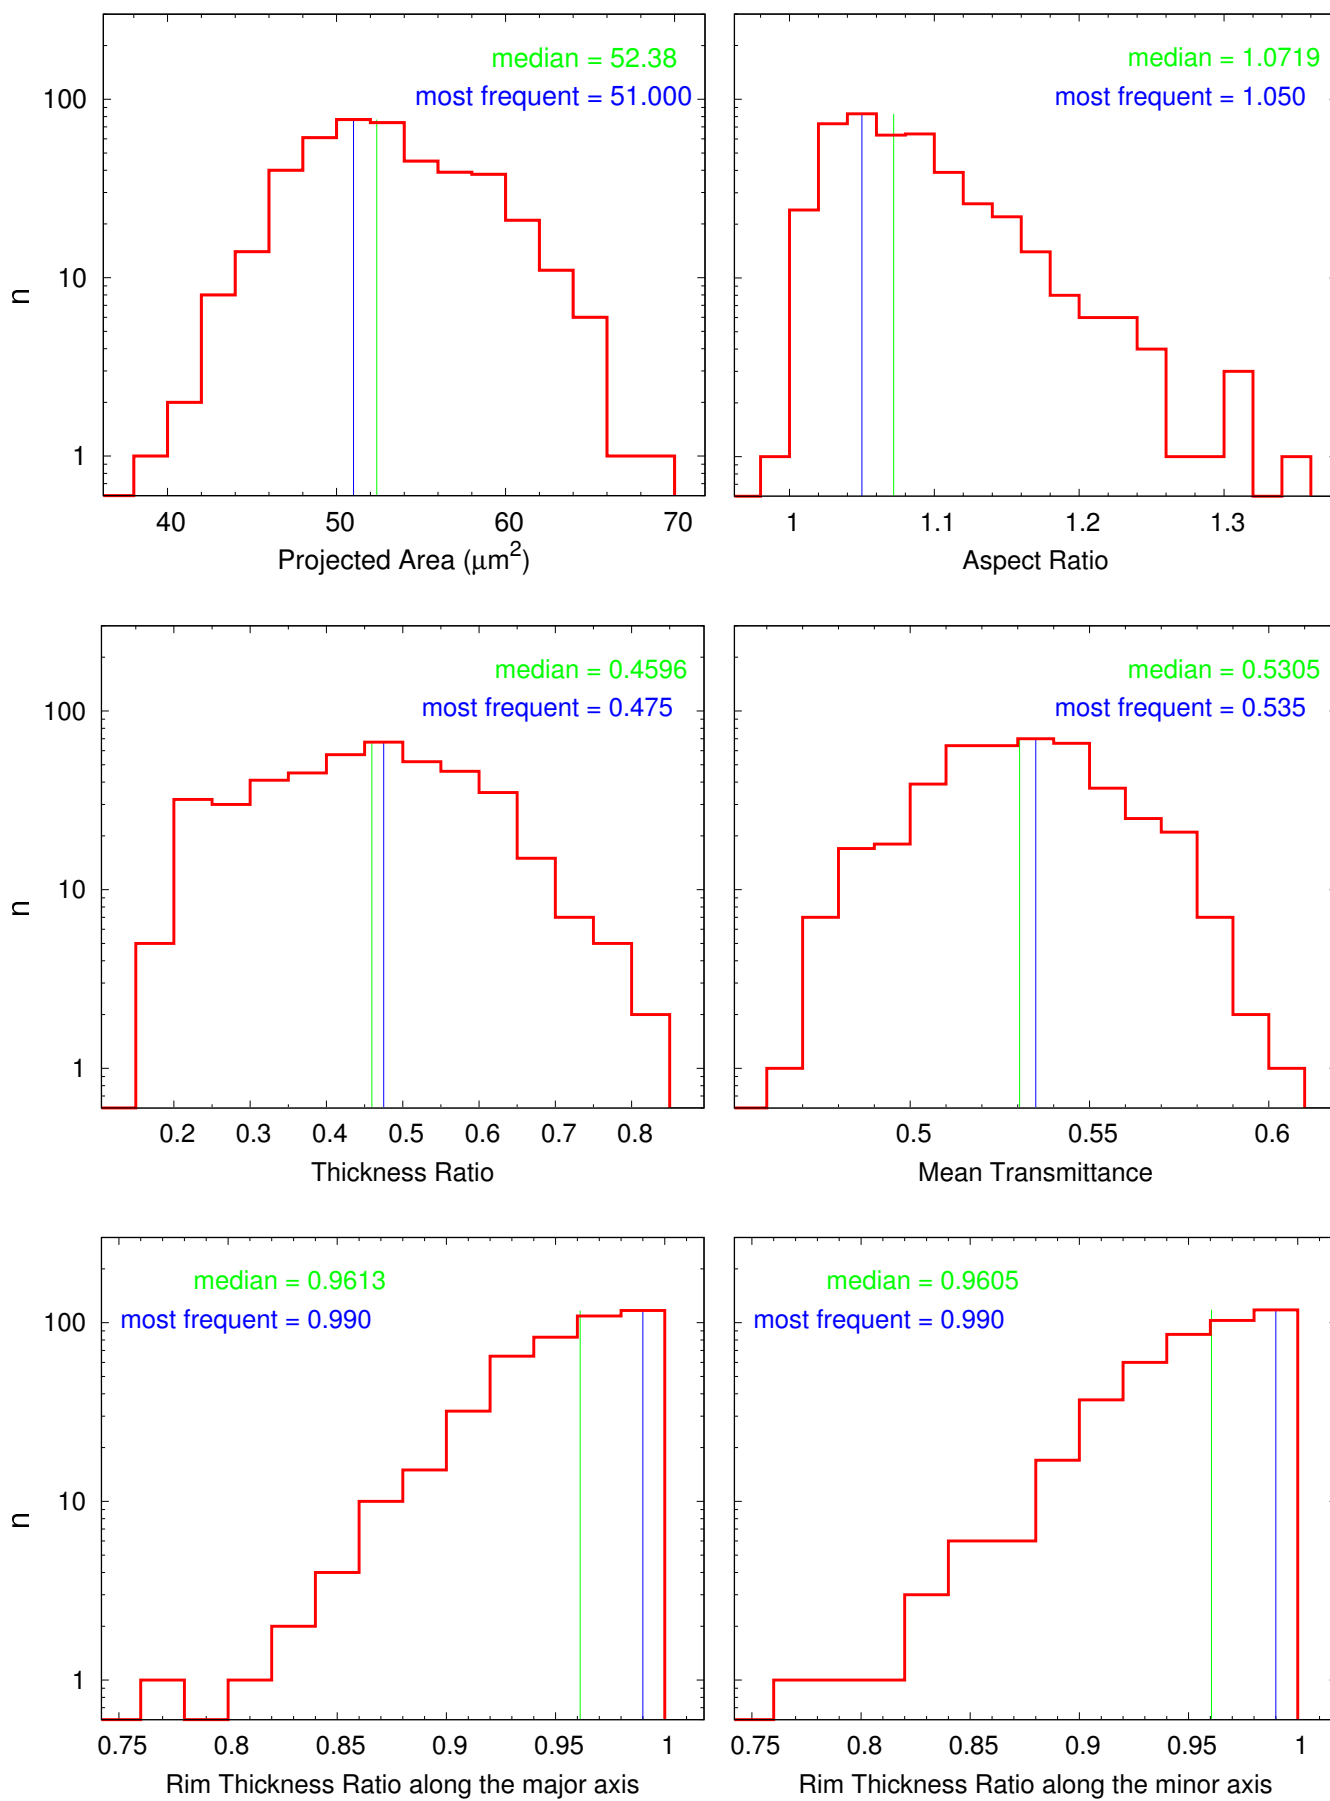 median = 52.38
most frequent = 51.000
100
10
1
n
40 50 60 70
Projected Area (μm²)
median = 1.0719
most frequent = 1.050
1 1.1 1.2 1.3
Aspect Ratio
median = 0.4596
most frequent = 0.475
100
10
1
n
0.2 0.3 0.4 0.5 0.6 0.7 0.8
Thickness Ratio
median = 0.5305
most frequent = 0.535
0.5 0.55 0.6
Mean Transmittance
median = 0.9613
most frequent = 0.990
100
10
1
n
0.75 0.8 0.85 0.9 0.95 1
Rim Thickness Ratio along the major axis
median = 0.9605
most frequent = 0.990
0.75 0.8 0.85 0.9 0.95 1
Rim Thickness Ratio along the minor axis